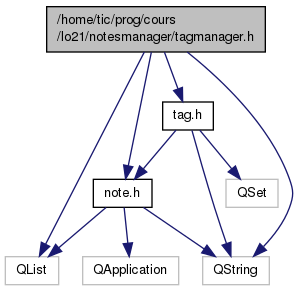 /home/tic/prog/cours
/lo21/notesmanager/tagmanager.h
tag.h
note.h
QSet
QList
QApplication
QString